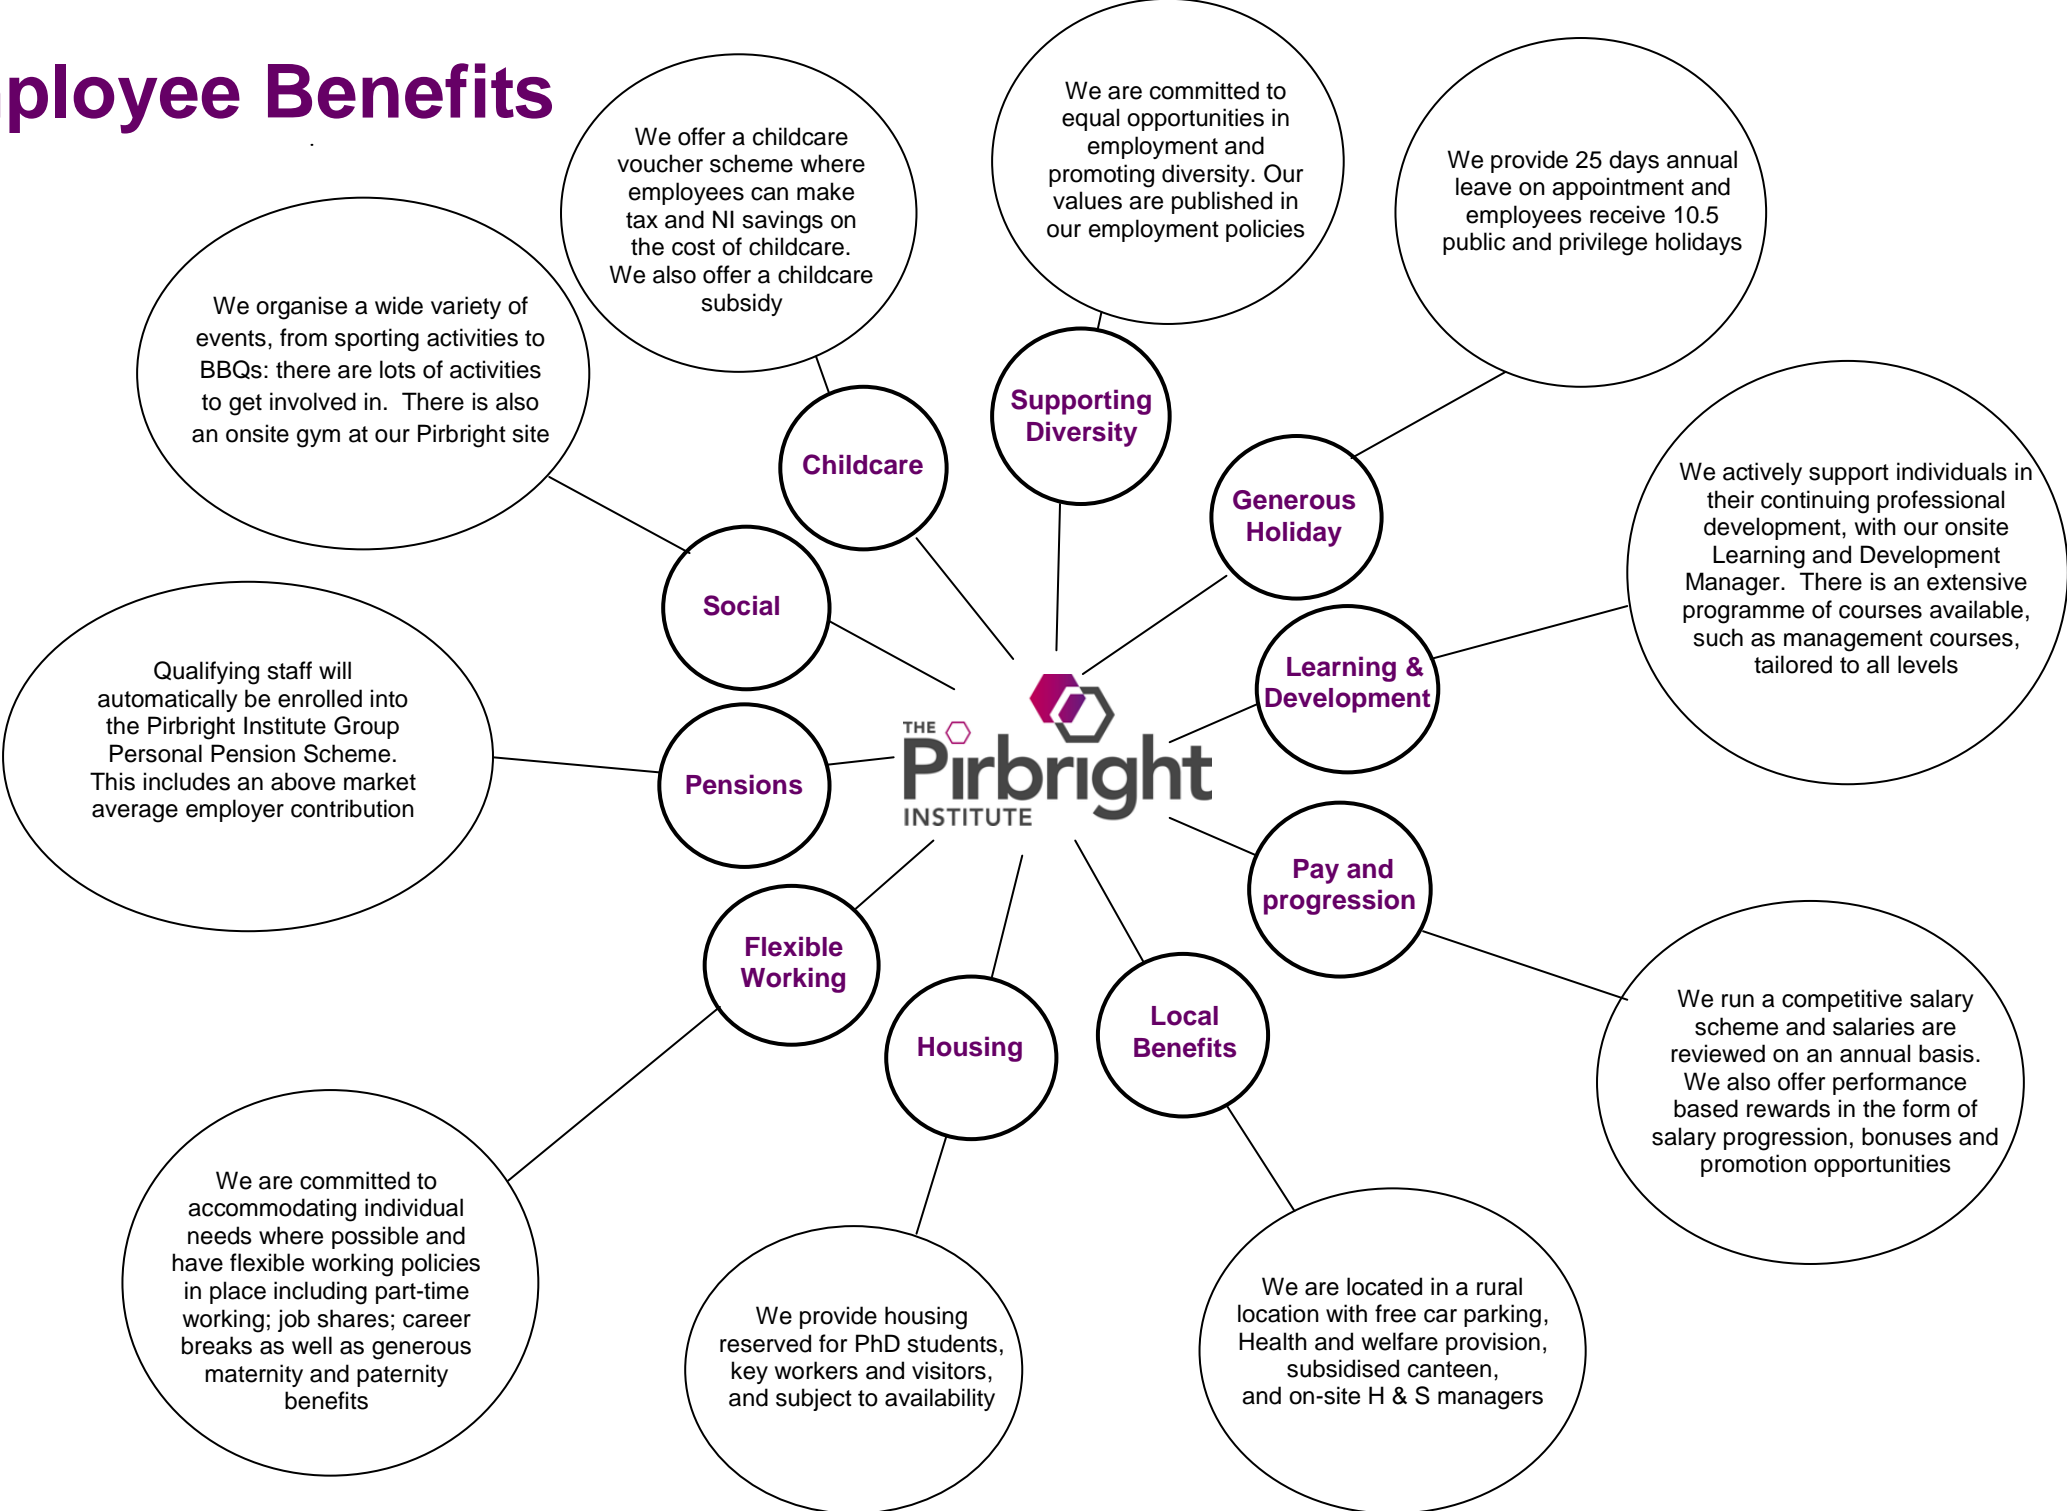 ployee Benefits
.
We offer a childcare
voucher scheme where
employees can make
tax and NI savings on
the cost of childcare.
We also offer a childcare
subsidy
We are committed to
equal opportunities in
employment and
promoting diversity. Our
values are published in
our employment policies
We provide 25 days annual
leave on appointment and
employees receive 10.5
public and privilege holidays
We organise a wide variety of
events, from sporting activities to
BBQs: there are lots of activities
to get involved in.  There is also
an onsite gym at our Pirbright site
Childcare
Supporting
Diversity
Generous
Holiday
We actively support individuals in
their continuing professional
development, with our onsite
Learning and Development
Manager.  There is an extensive
programme of courses available,
such as management courses,
tailored to all levels
Social
Learning &
Development
Qualifying staff will
automatically be enrolled into
the Pirbright Institute Group
Personal Pension Scheme.
This includes an above market
average employer contribution
Pensions
THE
Pirbright
INSTITUTE
Pay and
progression
Flexible
Working
Housing
Local
Benefits
We run a competitive salary
scheme and salaries are
reviewed on an annual basis.
We also offer performance
based rewards in the form of
salary progression, bonuses and
promotion opportunities
We are committed to
accommodating individual
needs where possible and
have flexible working policies
in place including part-time
working; job shares; career
breaks as well as generous
maternity and paternity
benefits
We provide housing
reserved for PhD students,
key workers and visitors,
and subject to availability
We are located in a rural
location with free car parking,
Health and welfare provision,
subsidised canteen,
and on-site H & S managers